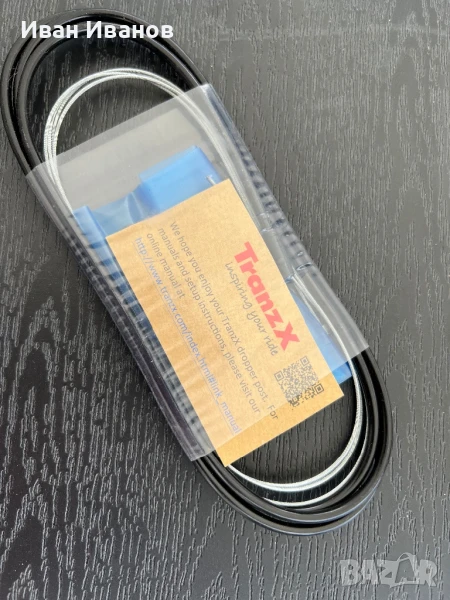 Иван Иванов
TranzX
inspiring your ride
We hope you enjoy your TranzX dropper post. For
manuals and setup instructions, please visit our
online manual at
BAZAR